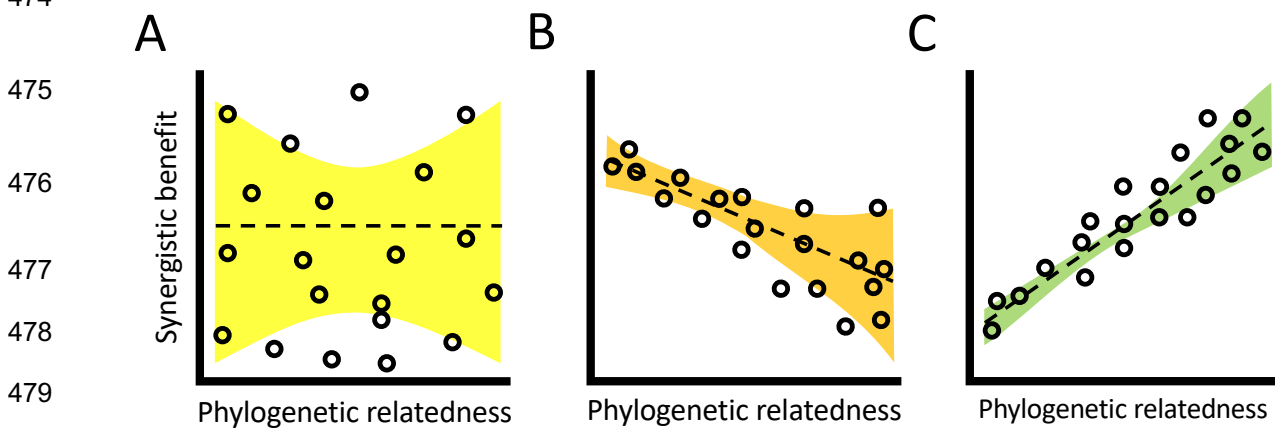 474
A
B
C
475
476
477
478
479
Synergistic benefit
Phylogenetic relatedness
Phylogenetic relatedness
Phylogenetic relatedness